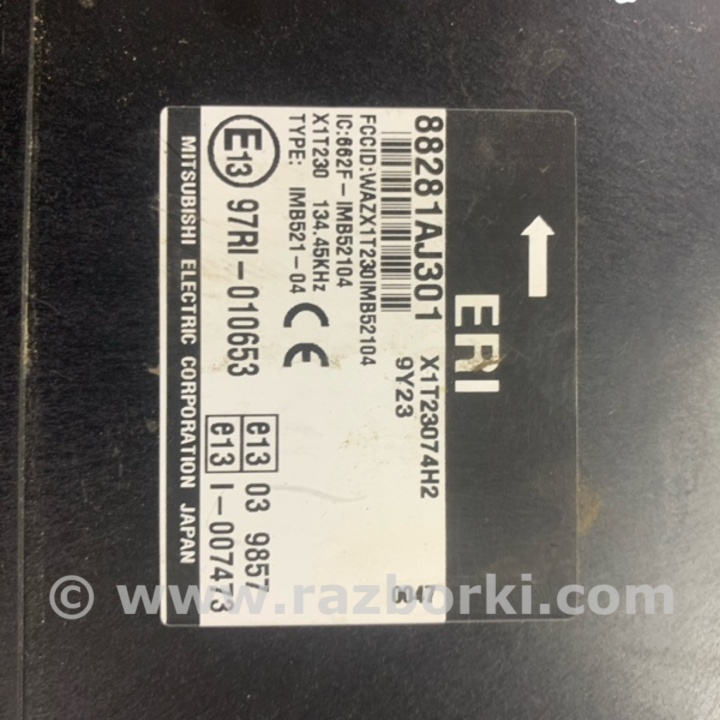 ERI
88281AJ301 X1T23074H2
9Y23
FCCID:WAZX1T230IMB52104
IC:662F-IMB52104
X1T230 134.45KHz
TYPE: IMB521-04
CE
E13 97RI-010653
e13 03 9857
e13 I-007473
MITSUBISHI ELECTRIC CORPORATION JAPAN
© www.razborki.com